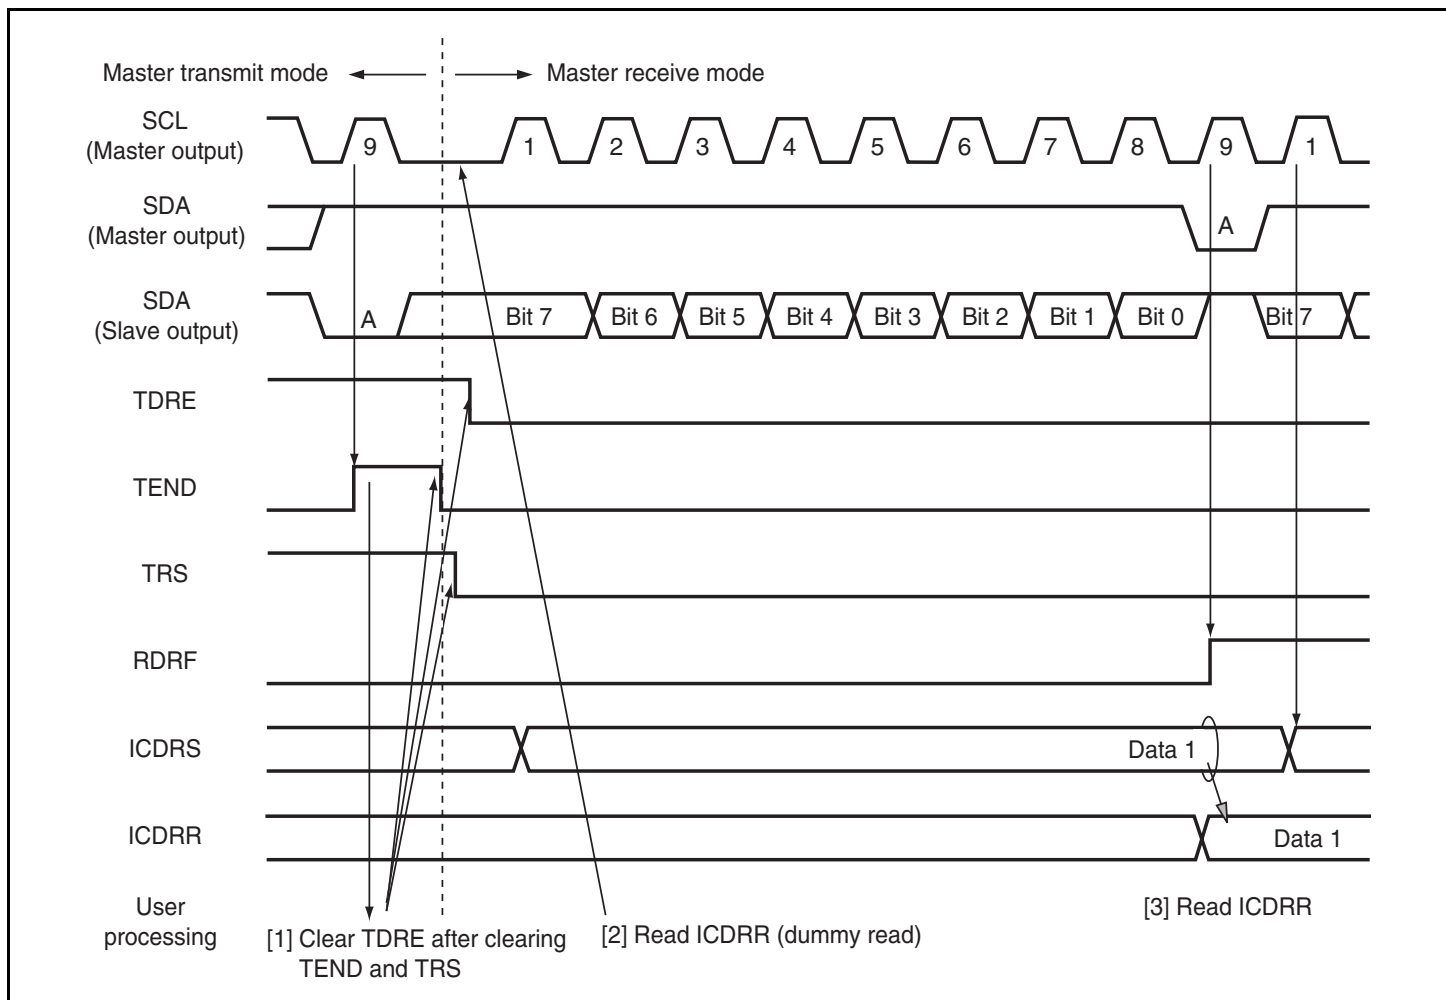 Master transmit mode
Master receive mode
SCL
(Master output)
9 1 2 3 4 5 6 7 8 9 1
SDA
(Master output)
A
SDA
(Slave output)
A Bit 7 Bit 6 Bit 5 Bit 4 Bit 3 Bit 2 Bit 1 Bit 0 Bit 7
TDRE
TEND
TRS
RDRF
ICDRS
Data 1
ICDRR
Data 1
User
processing
[1] Clear TDRE after clearing
TEND and TRS
[2] Read ICDRR (dummy read)
[3] Read ICDRR